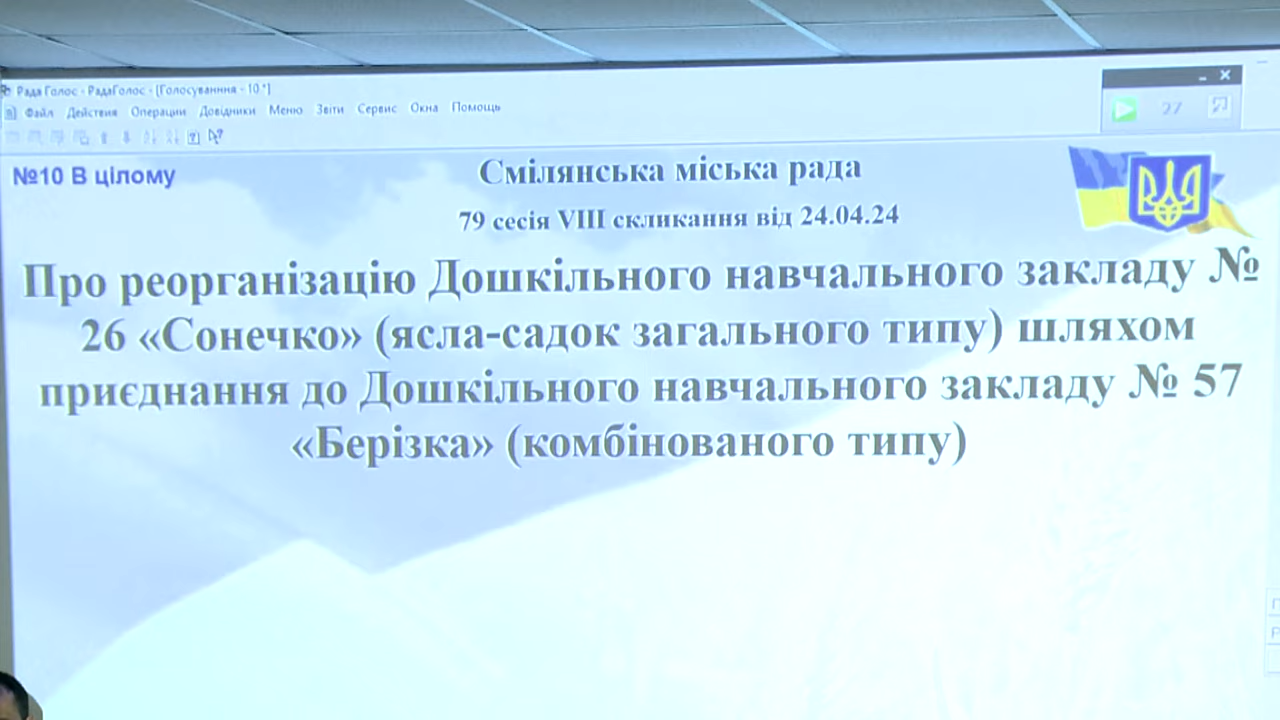 Рада Голос - РадаГолос - [Голосуванння - 10 *]
Файл Действия Операции Довідники Меню Звіти Сервис Окна Помощь
27
№10 В цілому
Смілянська міська рада
79 сесія VIII скликання від 24.04.24
Про реорганізацію Дошкільного навчального закладу №
26 «Сонечко» (ясла-садок загального типу) шляхом
приєднання до Дошкільного навчального закладу № 57
«Берізка» (комбінованого типу)